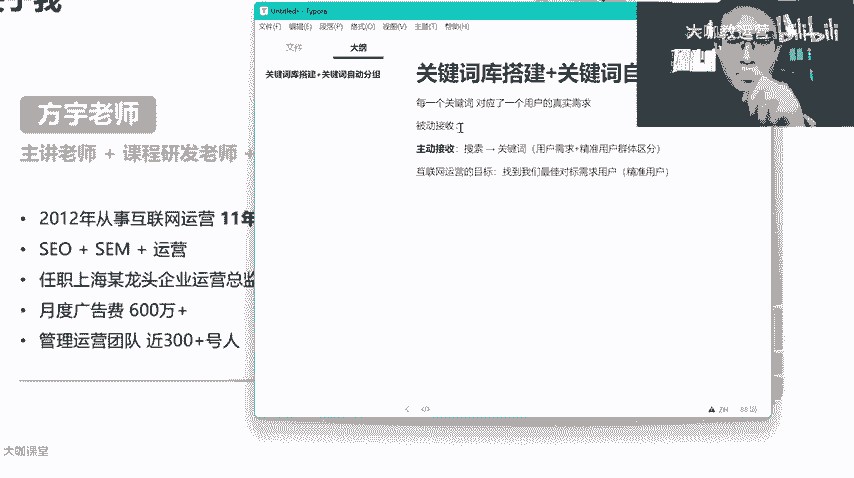 于我
方宇老师
主讲老师 + 课程研发老师 +
• 2012年从事互联网运营 11年
• SEO + SEM + 运营
• 任职上海某龙头企业运营总监
• 月度广告费 600万+
• 管理运营团队 近300+号人
大咖课堂
Untitled• - Typora
文件(F) 编辑(E) 段落(P) 格式(O) 视图(V) 主题(T) 帮助(H)
文件 大纲
关键词库搭建+关键词自动分组
关键词库搭建+关键词自
每一个关键词 对应了一个用户的真实需求
被动接收：
主动接收：搜索 → 关键词（用户需求+精准用户群体区分）
互联网运营的目标：找到我们最佳对标需求用户（精准用户）
大咖教运营 bilibili